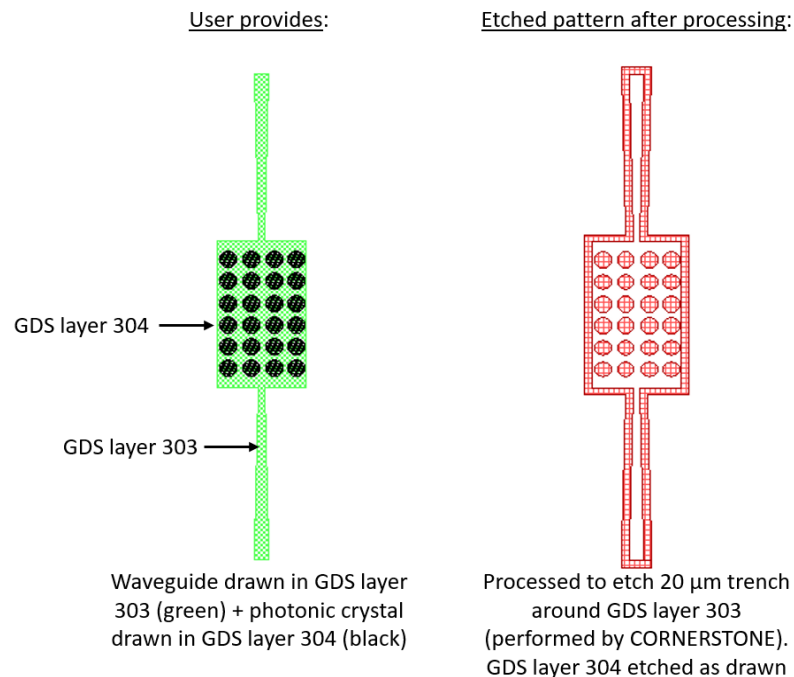 User provides:
Etched pattern after processing:
GDS layer 304
GDS layer 303
Waveguide drawn in GDS layer
303 (green) + photonic crystal
drawn in GDS layer 304 (black)
Processed to etch 20 µm trench
around GDS layer 303
(performed by CORNERSTONE).
GDS layer 304 etched as drawn